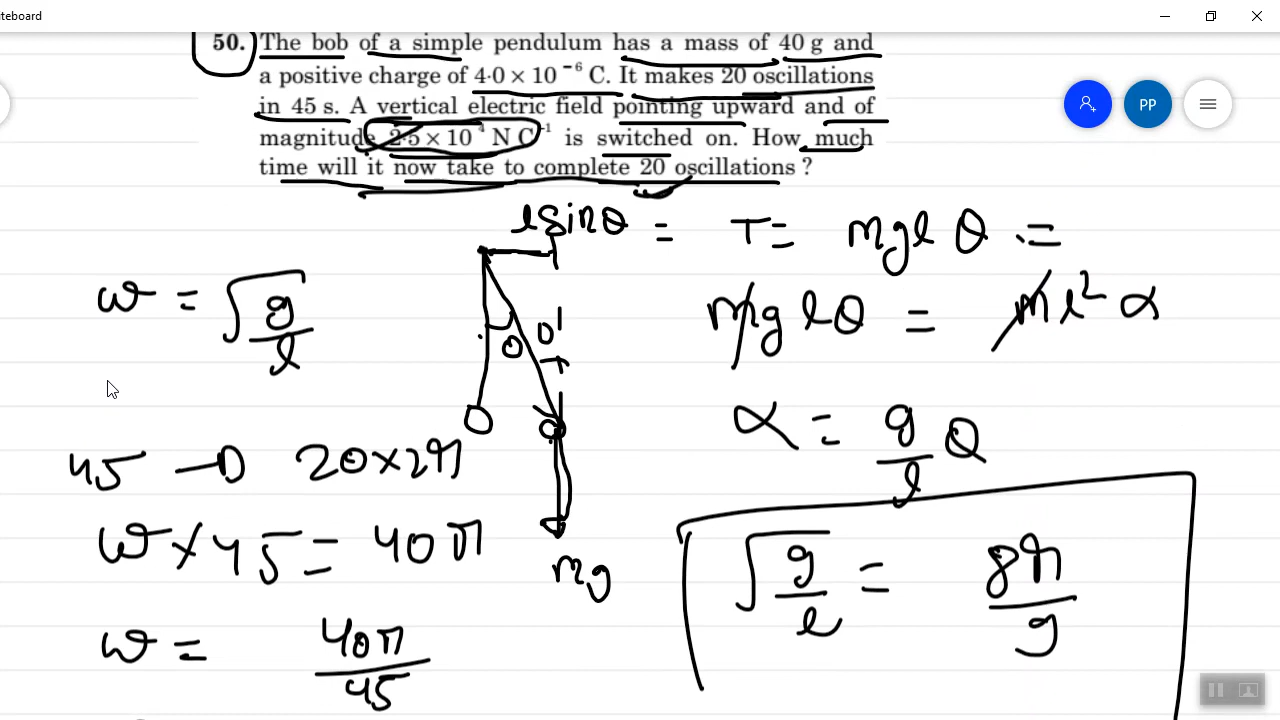 teboard
50. The bob of a simple pendulum has a mass of 40 g and
a positive charge of 4·0 × 10⁻⁶ C. It makes 20 oscillations
in 45 s. A vertical electric field pointing upward and of
magnitude 2·5 × 10⁴ N C⁻¹ is switched on. How much
time will it now take to complete 20 oscillations ?
PP
l sinθ = T = mglθ =
ω = √(g/l)
mglθ = ml²α
θ
T
α = g/l θ
45 → 20×2π
ω × 45 = 40π
mg
√(g/l) = 8π/9
ω = 40π/45